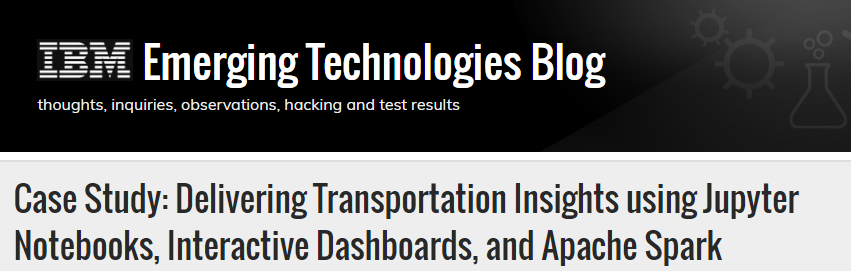 IBM Emerging Technologies Blog
thoughts, inquiries, observations, hacking and test results
Case Study: Delivering Transportation Insights using Jupyter
Notebooks, Interactive Dashboards, and Apache Spark